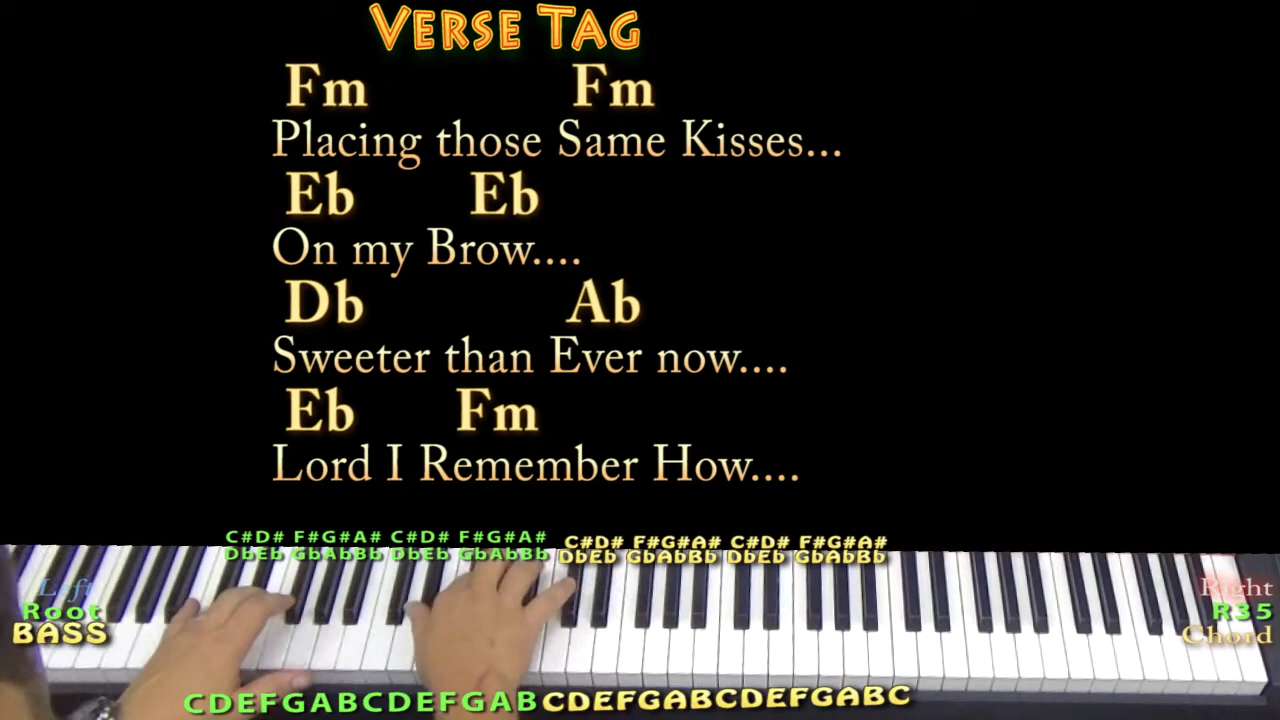 VERSE TAG
Fm Fm
Placing those Same Kisses...
Eb Eb
On my Brow....
Db Ab
Sweeter than Ever now....
Eb Fm
Lord I Remember How....
C#D# F#G#A# C#D# F#G#A# C#D# F#G#A# C#D# F#G#A#
DbEb GbAbBb DbEb GbAbBb DbEb GbAbBb DbEb GbAbBb
Left
Root
BASS
Right
R35
Chord
CDEFGABCDEFGABCDEFGABCDEFGABC